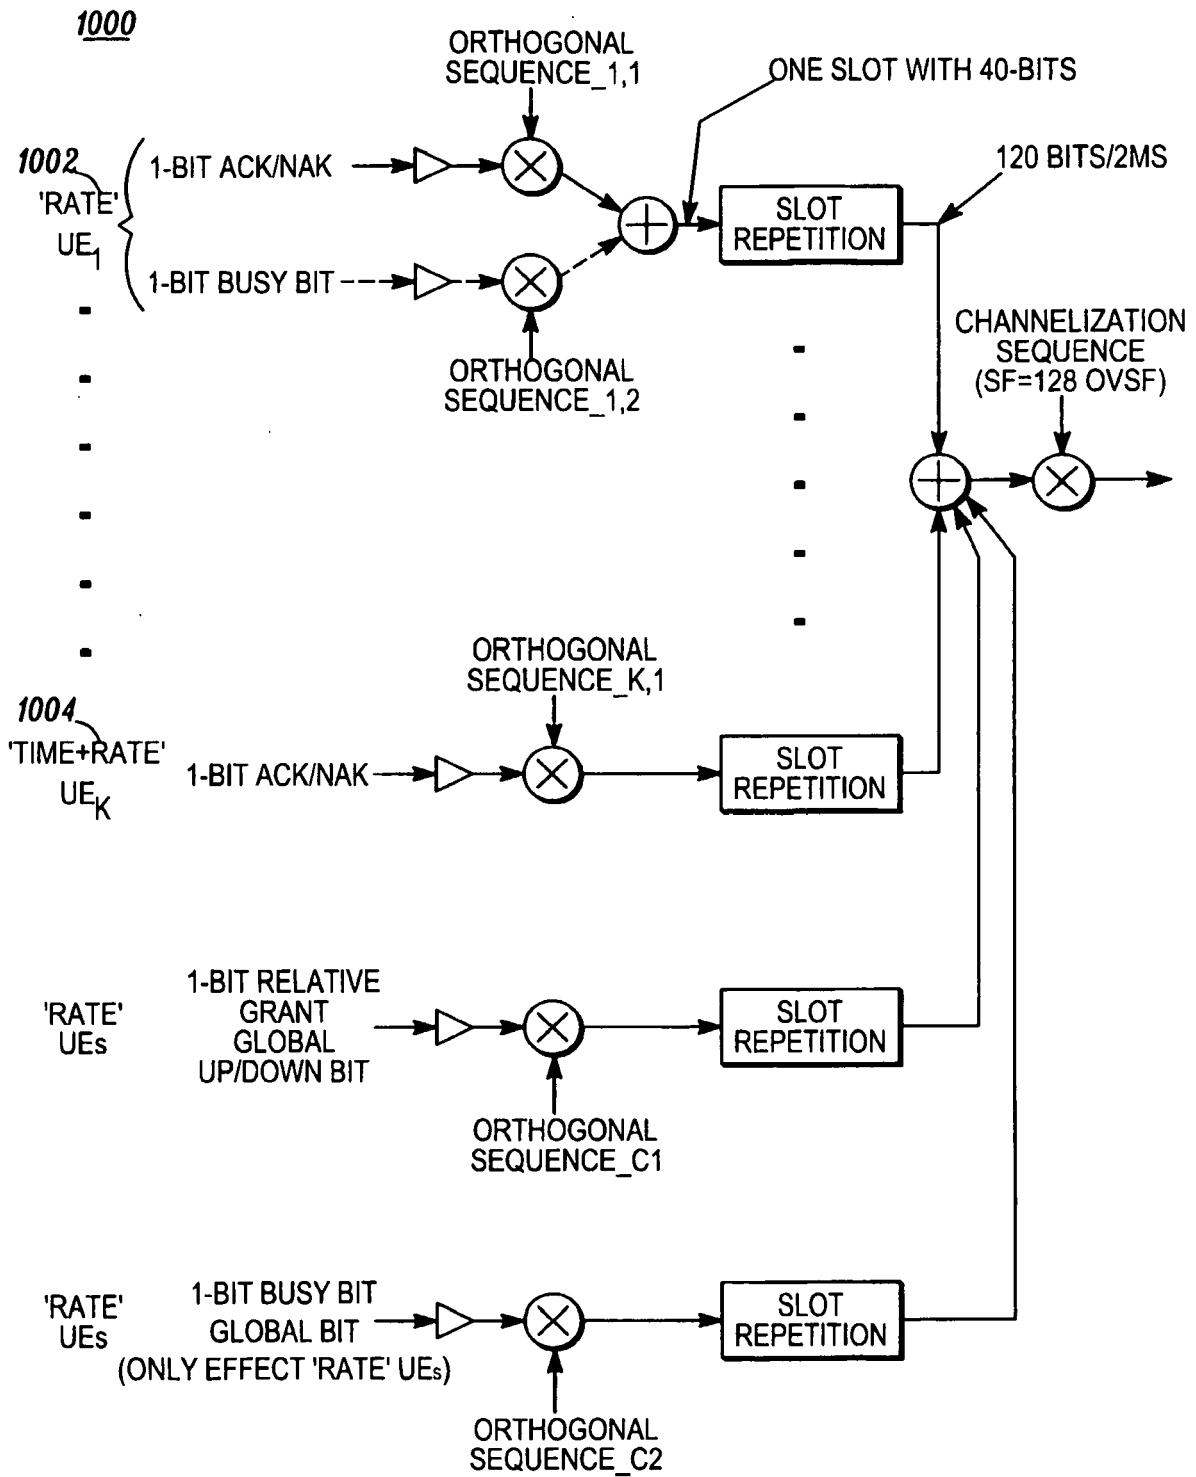 1000
ORTHOGONAL
SEQUENCE_1,1
ONE SLOT WITH 40-BITS
1002
'RATE'
UE1
1-BIT ACK/NAK
SLOT
REPETITION
120 BITS/2MS
1-BIT BUSY BIT
ORTHOGONAL
SEQUENCE_1,2
CHANNELIZATION
SEQUENCE
(SF=128 OVSF)
ORTHOGONAL
SEQUENCE_K,1
1004
'TIME+RATE'
UEK
1-BIT ACK/NAK
SLOT
REPETITION
'RATE'
UEs
1-BIT RELATIVE
GRANT
GLOBAL
UP/DOWN BIT
SLOT
REPETITION
ORTHOGONAL
SEQUENCE_C1
'RATE'
UEs
1-BIT BUSY BIT
GLOBAL BIT
(ONLY EFFECT 'RATE' UEs)
SLOT
REPETITION
ORTHOGONAL
SEQUENCE_C2